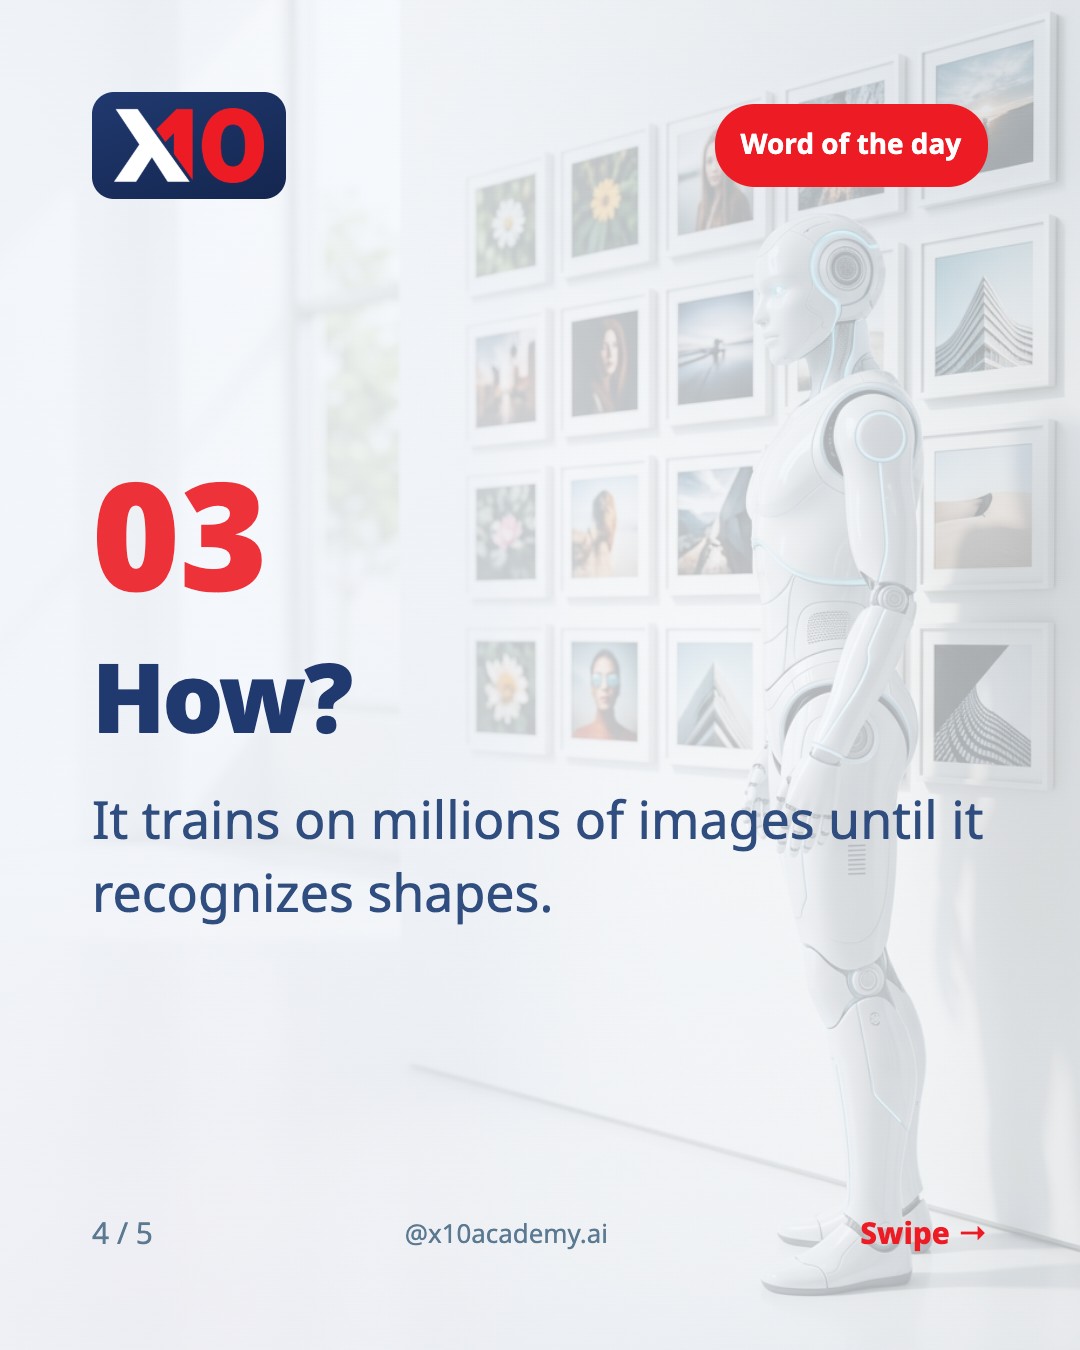 X10
Word of the day
03
How?
It trains on millions of images until it
recognizes shapes.
4 / 5
@x10academy.ai
Swipe →